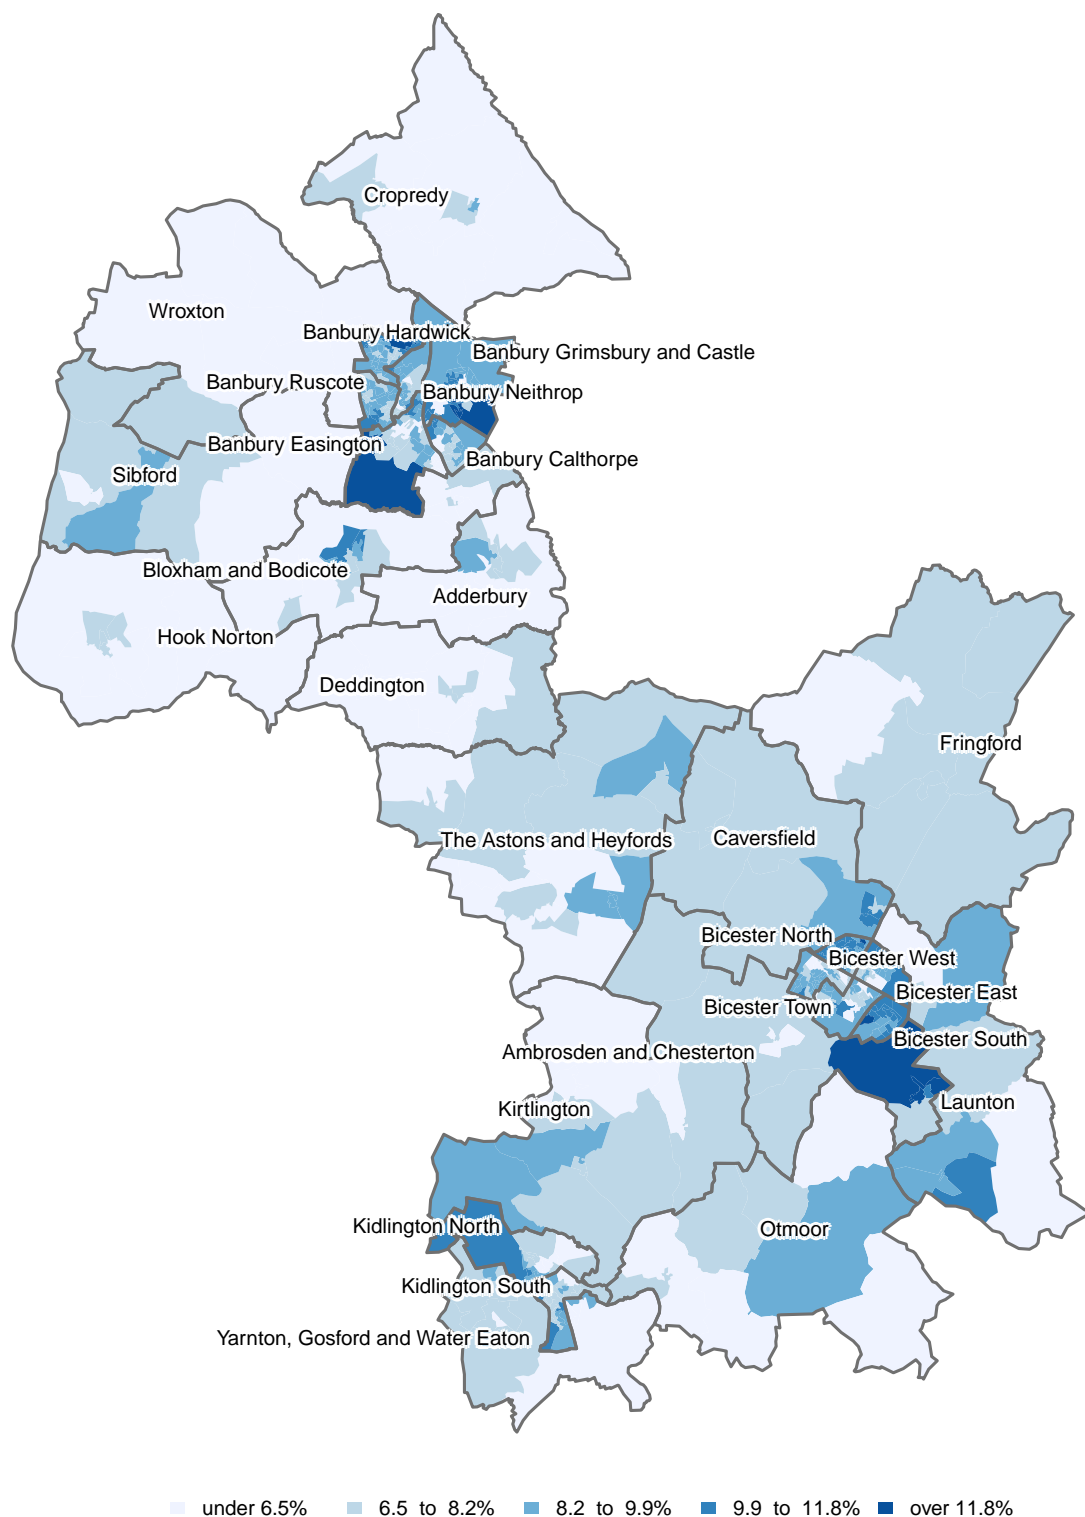 Cropredy
Wroxton
Banbury Hardwick
Banbury Grimsbury and Castle
Banbury Ruscote
Banbury Neithrop
Banbury Easington
Banbury Calthorpe
Sibford
Bloxham and Bodicote
Adderbury
Hook Norton
Deddington
Fringford
The Astons and Heyfords
Caversfield
Bicester North
Bicester West
Bicester East
Bicester Town
Bicester South
Ambrosden and Chesterton
Launton
Kirtlington
Kidlington North
Otmoor
Kidlington South
Yarnton, Gosford and Water Eaton
under 6.5% 6.5 to 8.2% 8.2 to 9.9% 9.9 to 11.8% over 11.8%